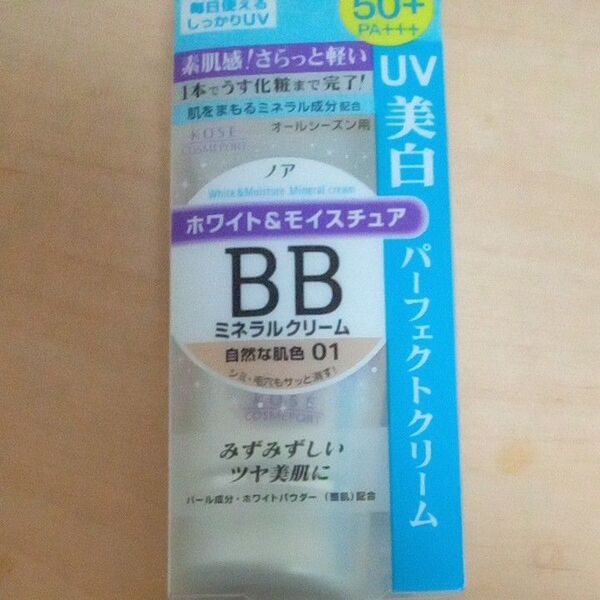 毎日使える
しっかりUV
50+
PA+++
素肌感!さらっと軽い
1本でうす化粧まで完了!
肌をまもるミネラル成分配合
KOSE
COSMEPORT
オールシーズン用
ノア
White&Moisture Mineral cream
ホワイト&モイスチュア
BB
ミネラルクリーム
自然な肌色 01
シミ・毛穴もサッと消す!
KOSE
COSMEPORT
みずみずしい
ツヤ美肌に
パール成分・ホワイトパウダー(整肌)配合
UV美白
パーフェクトクリーム